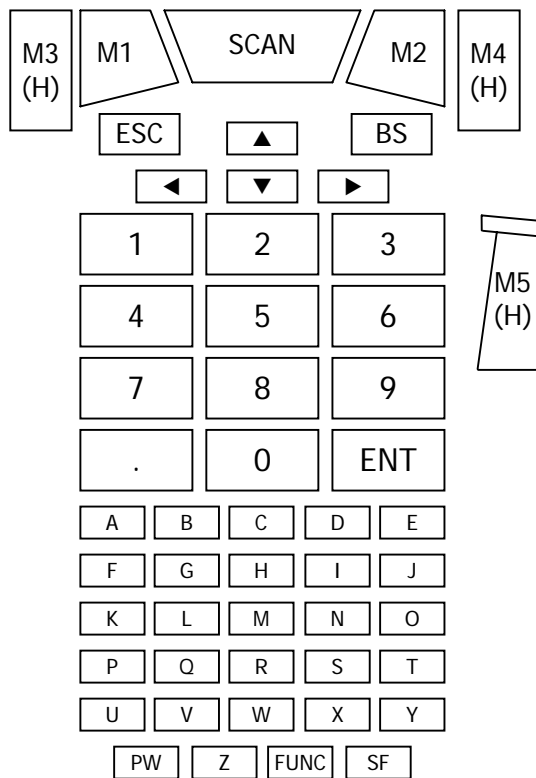 M3 (H) M1 SCAN M2 M4 (H)
ESC ▲ BS
◄ ▼ ►
1 2 3
M5 (H)
4 5 6
7 8 9
. 0 ENT
A B C D E
F G H I J
K L M N O
P Q R S T
U V W X Y
PW Z FUNC SF